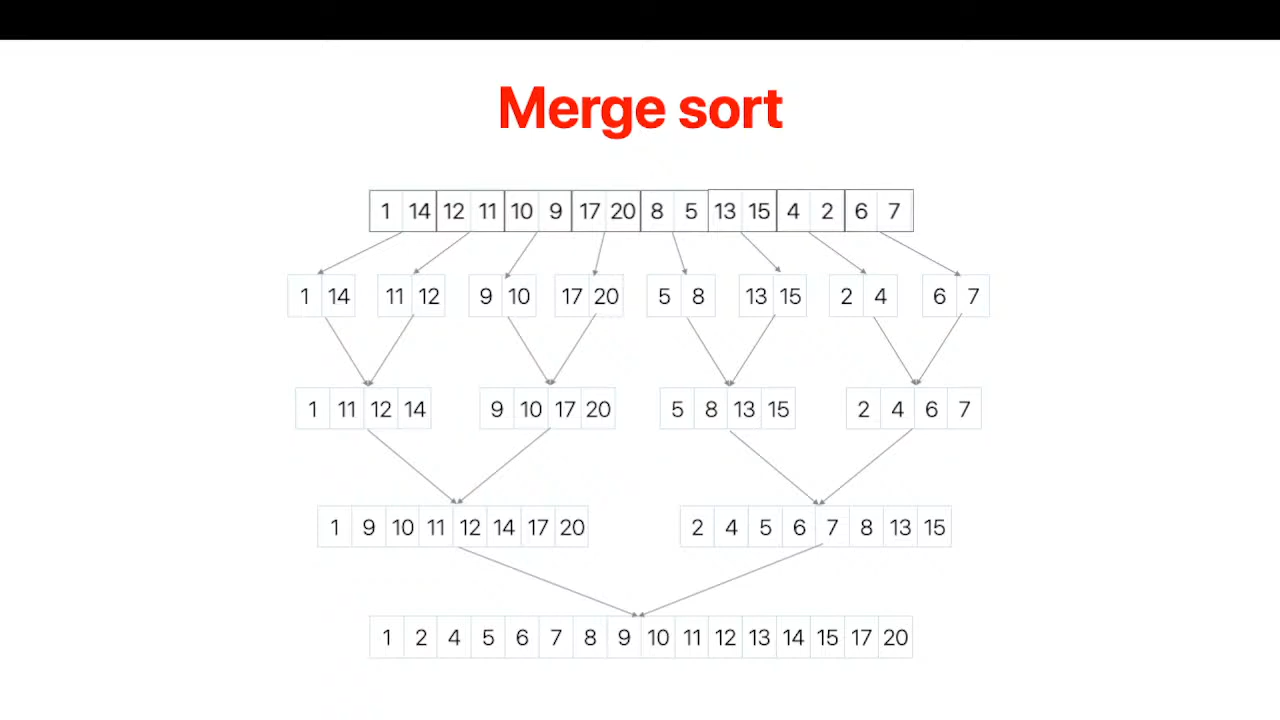 Merge sort
1 14 12 11 10 9 17 20 8 5 13 15 4 2 6 7
1 14 11 12 9 10 17 20 5 8 13 15 2 4 6 7
1 11 12 14 9 10 17 20 5 8 13 15 2 4 6 7
1 9 10 11 12 14 17 20 2 4 5 6 7 8 13 15
1 2 4 5 6 7 8 9 10 11 12 13 14 15 17 20